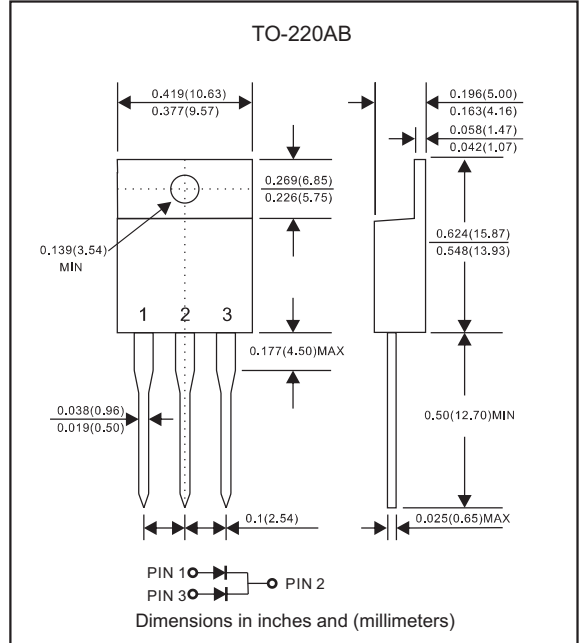 TO-220AB
0.419(10.63)
0.377(9.57)
0.196(5.00)
0.163(4.16)
0.058(1.47)
0.042(1.07)
0.269(6.85)
0.226(5.75)
0.139(3.54)
MIN
0.624(15.87)
0.548(13.93)
1 2 3
0.177(4.50)MAX
0.038(0.96)
0.019(0.50)
0.50(12.70)MIN
0.1(2.54)
0.025(0.65)MAX
PIN 1
PIN 3
PIN 2
Dimensions in inches and (millimeters)